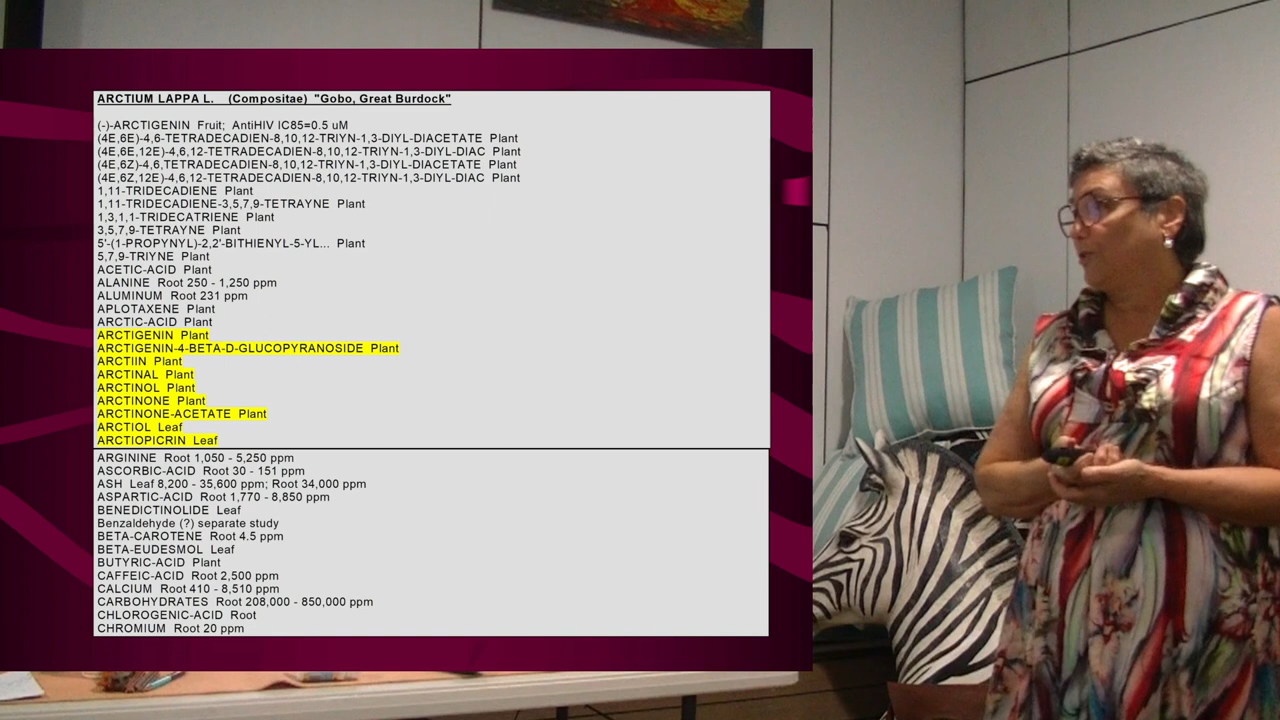 ARCTIUM LAPPA L. (Compositae) "Gobo, Great Burdock"
(-)-ARCTIGENIN Fruit; AntiHIV IC85=0.5 uM
(4E,6E)-4,6-TETRADECADIEN-8,10,12-TRIYN-1,3-DIYL-DIACETATE Plant
(4E,6E,12E)-4,6,12-TETRADECADIEN-8,10,12-TRIYN-1,3-DIYL-DIAC Plant
(4E,6Z)-4,6,TETRADECADIEN-8,10,12-TRIYN-1,3-DIYL-DIACETATE Plant
(4E,6Z,12E)-4,6,12-TETRADECADIEN-8,10,12-TRIYN-1,3-DIYL-DIAC Plant
1,11-TRIDECADIENE Plant
1,11-TRIDECADIENE-3,5,7,9-TETRAYNE Plant
1,3,1,1-TRIDECATRIENE Plant
3,5,7,9-TETRAYNE Plant
5'-(1-PROPYNYL)-2,2'-BITHIENYL-5-YL... Plant
5,7,9-TRIYNE Plant
ACETIC-ACID Plant
ALANINE Root 250 - 1,250 ppm
ALUMINUM Root 231 ppm
APLOTAXENE Plant
ARCTIC-ACID Plant
ARCTIGENIN Plant
ARCTIGENIN-4-BETA-D-GLUCOPYRANOSIDE Plant
ARCTIIN Plant
ARCTINAL Plant
ARCTINOL Plant
ARCTINONE Plant
ARCTINONE-ACETATE Plant
ARCTIOL Leaf
ARCTIOPICRIN Leaf
ARGININE Root 1,050 - 5,250 ppm
ASCORBIC-ACID Root 30 - 151 ppm
ASH Leaf 8,200 - 35,600 ppm; Root 34,000 ppm
ASPARTIC-ACID Root 1,770 - 8,850 ppm
BENEDICTINOLIDE Leaf
Benzaldehyde (?) separate study
BETA-CAROTENE Root 4.5 ppm
BETA-EUDESMOL Leaf
BUTYRIC-ACID Plant
CAFFEIC-ACID Root 2,500 ppm
CALCIUM Root 410 - 8,510 ppm
CARBOHYDRATES Root 208,000 - 850,000 ppm
CHLOROGENIC-ACID Root
CHROMIUM Root 20 ppm